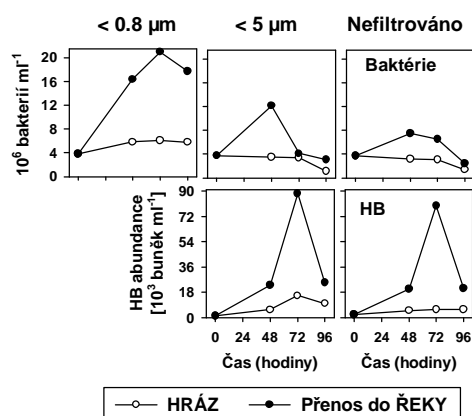 < 0.8 µm < 5 µm Nefiltrováno
20
16
12
8
4
0
10⁶ bakterií ml⁻¹
Baktérie
90
72
54
36
18
0
HB abundance
[10³ buněk ml⁻¹]
HB
0 24 48 72 96 0 24 48 72 96
Čas (hodiny) Čas (hodiny)
HRÁZ Přenos do ŘEKY